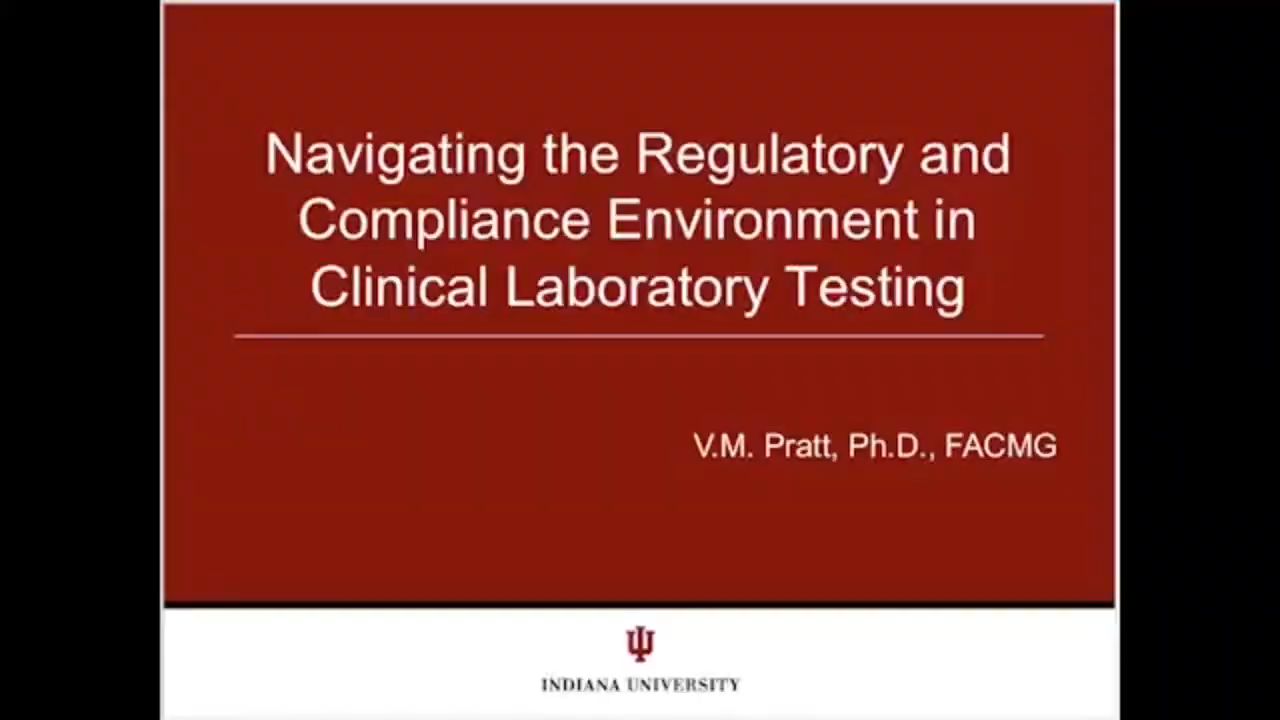 Navigating the Regulatory and
Compliance Environment in
Clinical Laboratory Testing
V.M. Pratt, Ph.D., FACMG
INDIANA UNIVERSITY